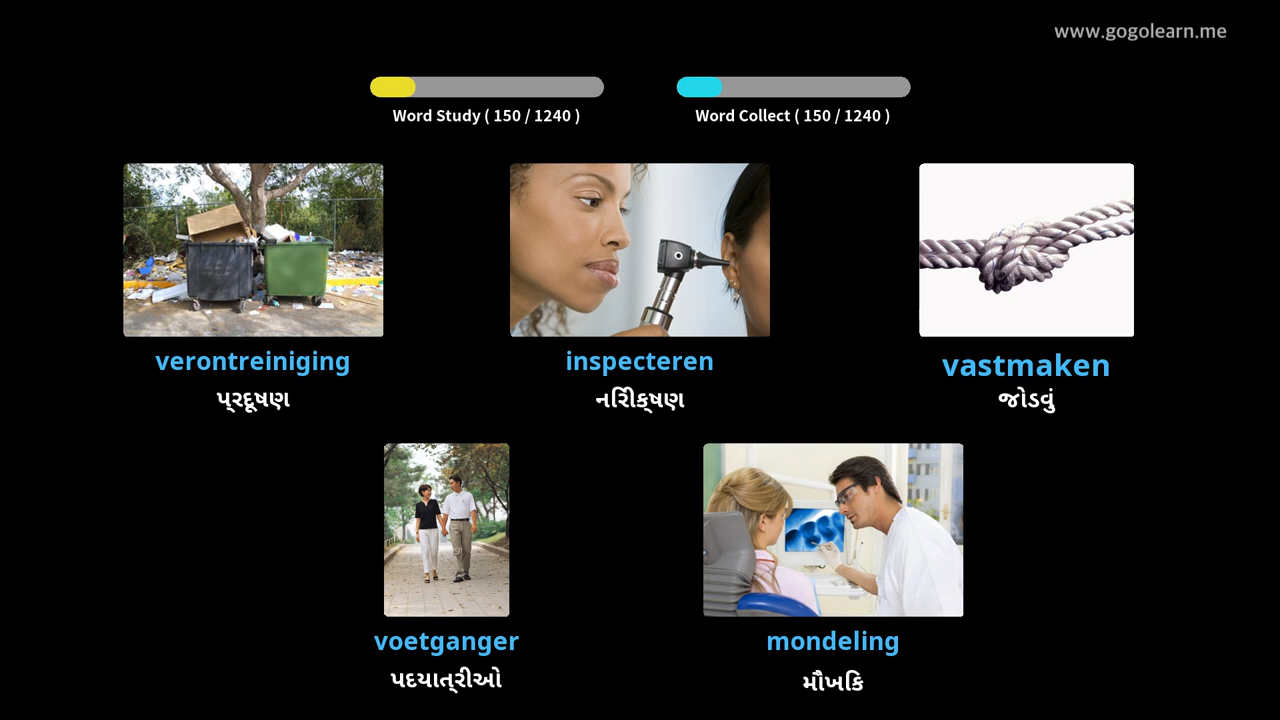 www.gogolearn.me
Word Study ( 150 / 1240 )
Word Collect ( 150 / 1240 )
verontreiniging
inspecteren
vastmaken
પ્રદૂષણ
નિરીક્ષણ
જોડવું
voetganger
mondeling
પદયાત્રીઓ
મૌખિક